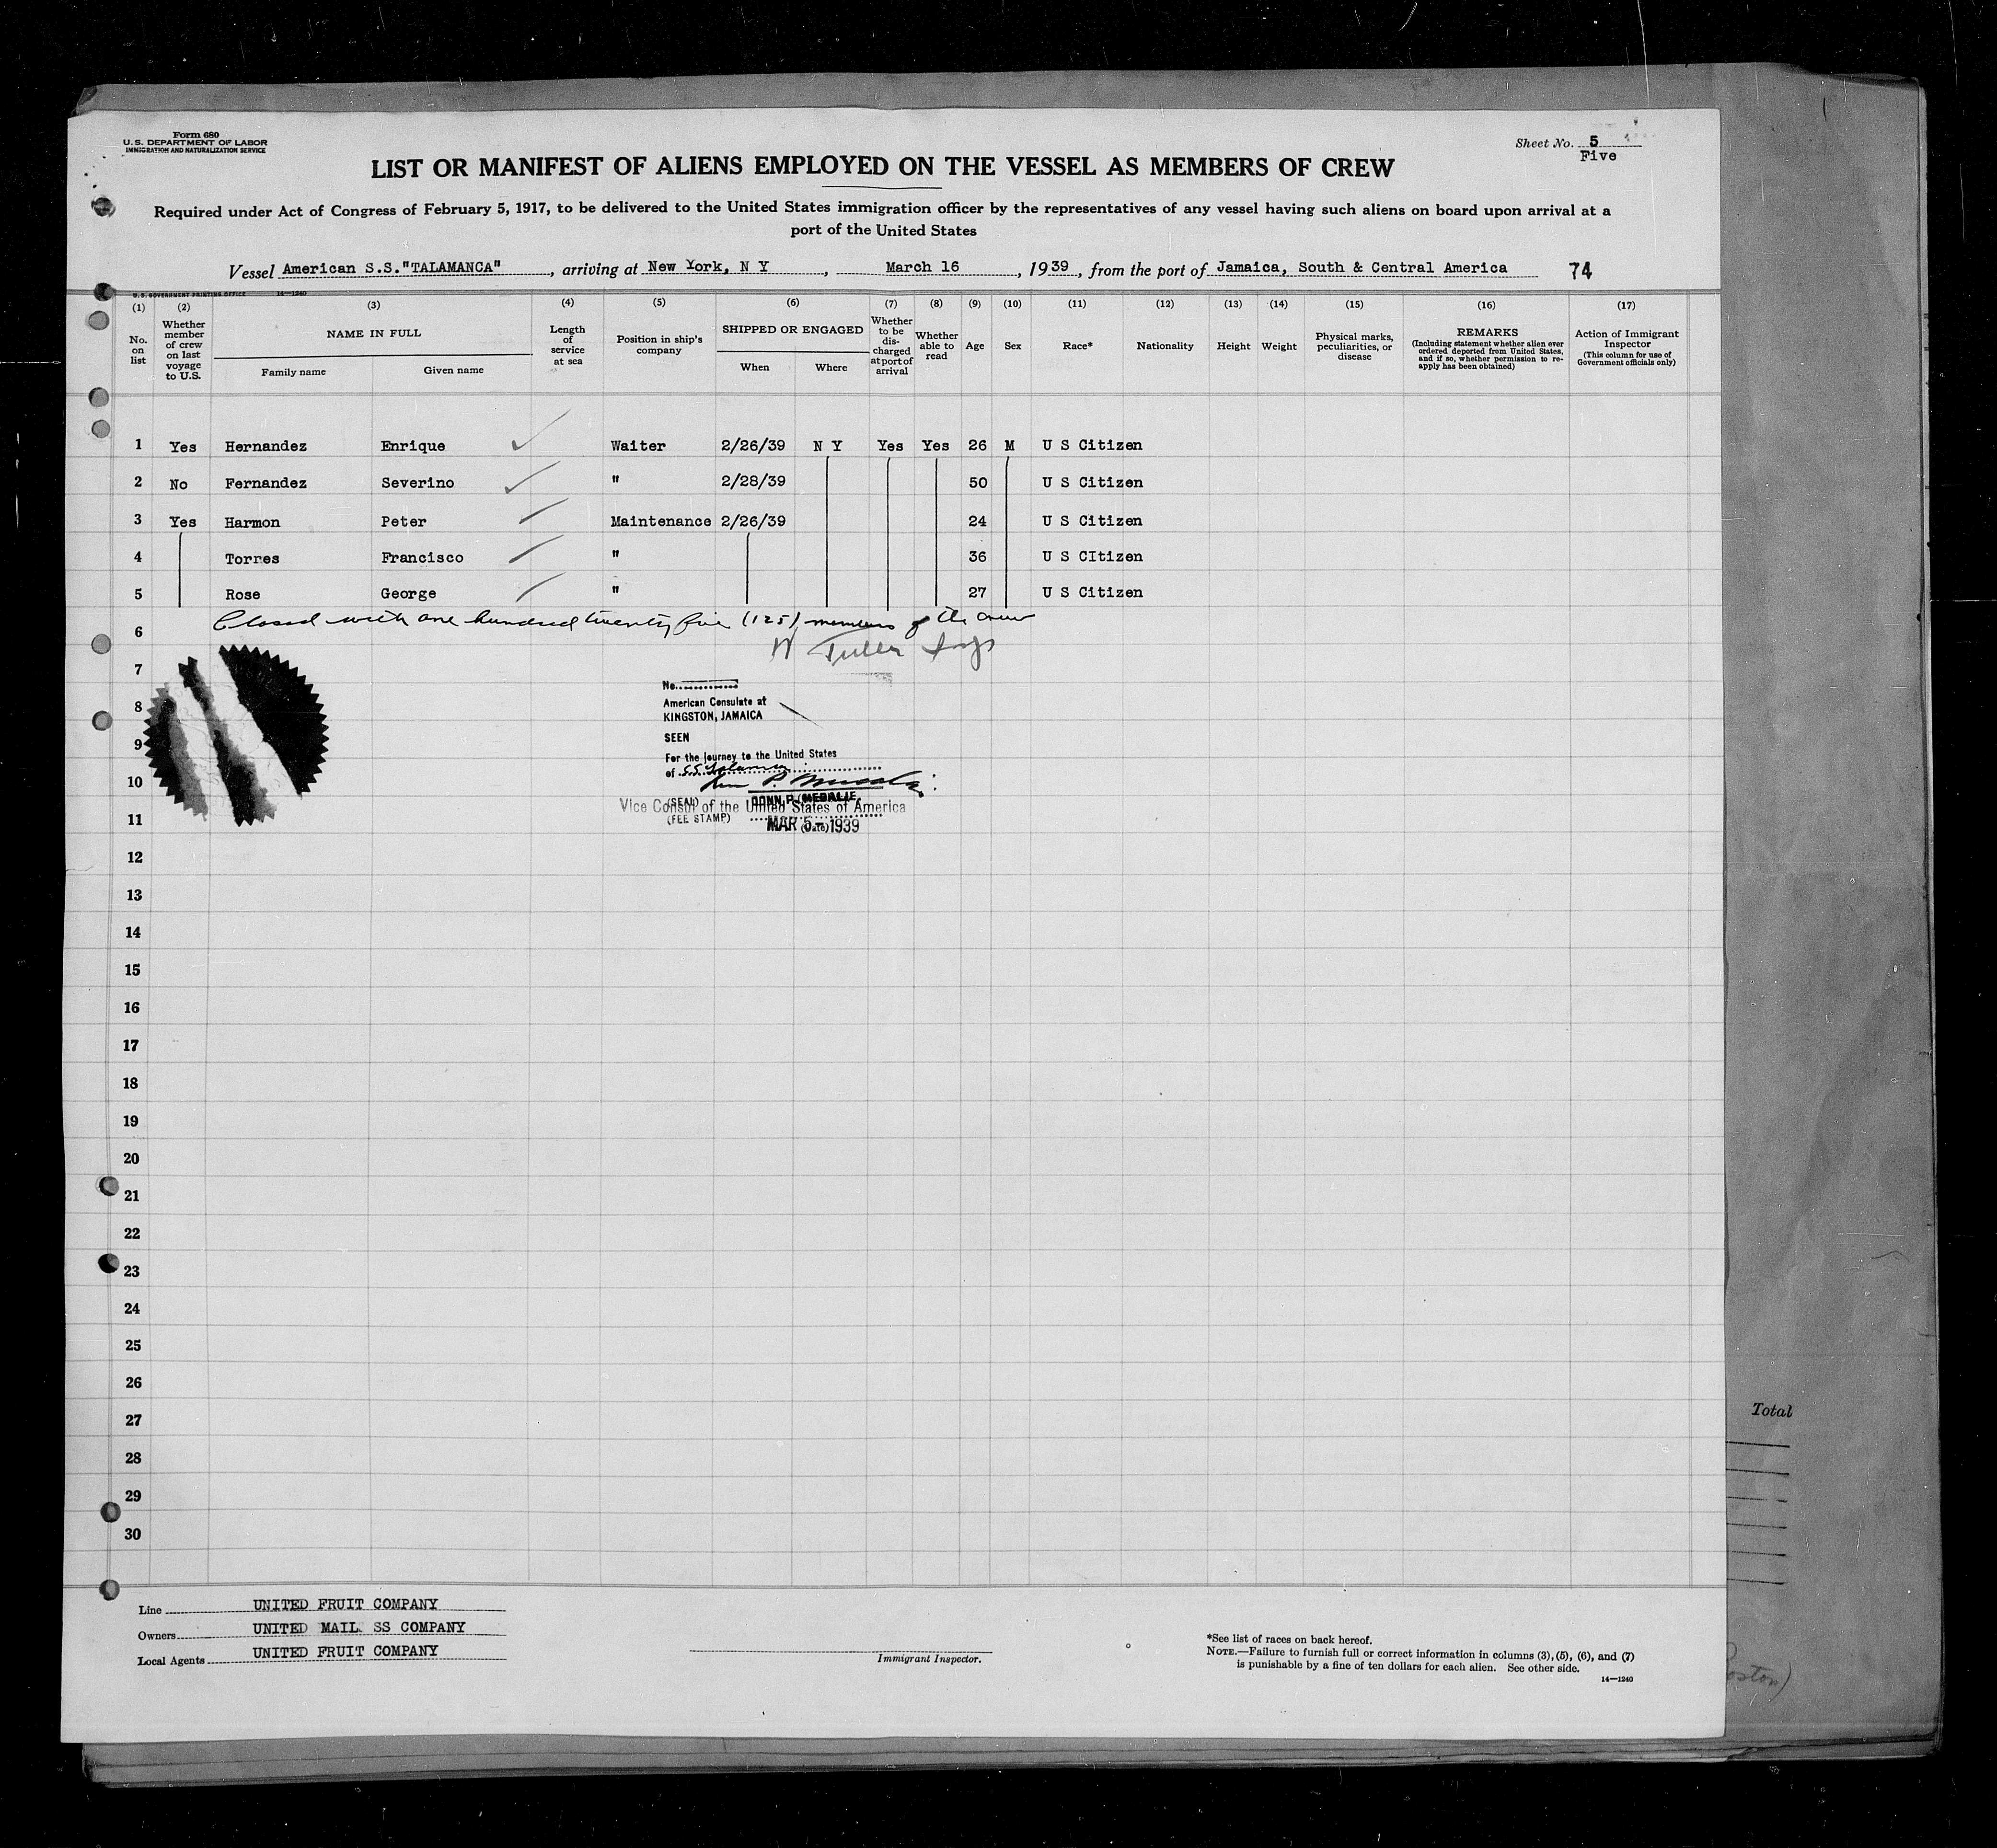 Form 680
U. S. DEPARTMENT OF LABOR
IMMIGRATION AND NATURALIZATION SERVICE
Sheet No. 5
Five
LIST OR MANIFEST OF ALIENS EMPLOYED ON THE VESSEL AS MEMBERS OF CREW
Required under Act of Congress of February 5, 1917, to be delivered to the United States immigration officer by the representatives of any vessel having such aliens on board upon arrival at a
port of the United States
Vessel American S.S."TALAMANCA", arriving at New York, N Y, March 16, 1939, from the port of Jamaica, South & Central America 74
U. S. GOVERNMENT PRINTING OFFICE 14—1240
(1) (2) (3) (4) (5) (6) (7) (8) (9) (10) (11) (12) (13) (14) (15) (16) (17)
No. on list
Whether member of crew on last voyage to U.S.
NAME IN FULL
Family name Given name
Length of service at sea
Position in ship's company
SHIPPED OR ENGAGED
When Where
Whether to be discharged at port of arrival
Whether able to read
Age
Sex
Race*
Nationality
Height
Weight
Physical marks, peculiarities, or disease
REMARKS
(Including statement whether alien ever ordered deported from United States, and if so, whether permission to re-apply has been obtained)
Action of Immigrant Inspector
(This column for use of Government officials only)
1 Yes Hernandez Enrique Waiter 2/26/39 N Y Yes Yes 26 M U S Citizen
2 No Fernandez Severino " 2/28/39 50 U S Citizen
3 Yes Harmon Peter Maintenance 2/26/39 24 U S Citizen
4 Torres Francisco " 36 U S CItizen
5 Rose George " 27 U S Citizen
Closed with one hundred twenty five (125) members of the crew
6
7
No.
8
American Consulate at
KINGSTON, JAMAICA
SEEN
9
For the journey to the United States
of SS Talamanca
10
DONN P. MEDALIE
Vice Consul of the United States of America
(SEAL)
(FEE STAMP)
11
MAR 5 - 1939
(Date)
12
13
14
15
16
17
18
19
20
21
22
23
24
25
26
27
28
29
30
Total
Line UNITED FRUIT COMPANY
Owners UNITED MAIL SS COMPANY
Local Agents UNITED FRUIT COMPANY
Immigrant Inspector.
*See list of races on back hereof.
NOTE.—Failure to furnish full or correct information in columns (3), (5), (6), and (7)
is punishable by a fine of ten dollars for each alien. See other side.
14—1240